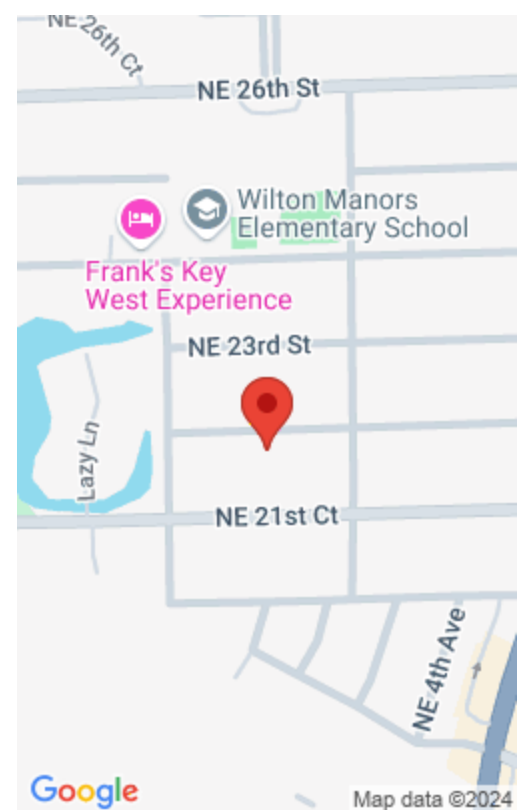 NE 26th Ct
NE 26th St
Wilton Manors
Elementary School
Frank's Key
West Experience
NE 23rd St
Lazy Ln
NE 21st Ct
NE 4th Ave
Google
Map data ©2024